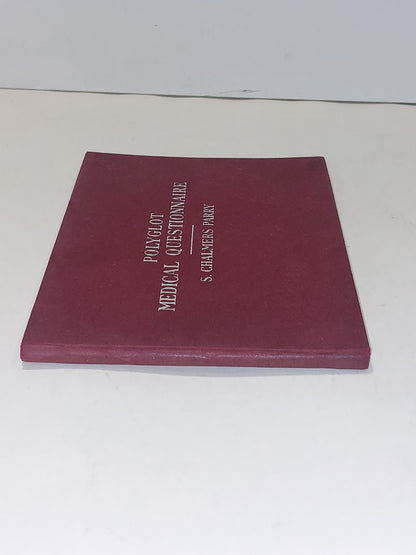 POLYGLOT
MEDICAL QUESTIONNAIRE
S. CHALMERS PARRY